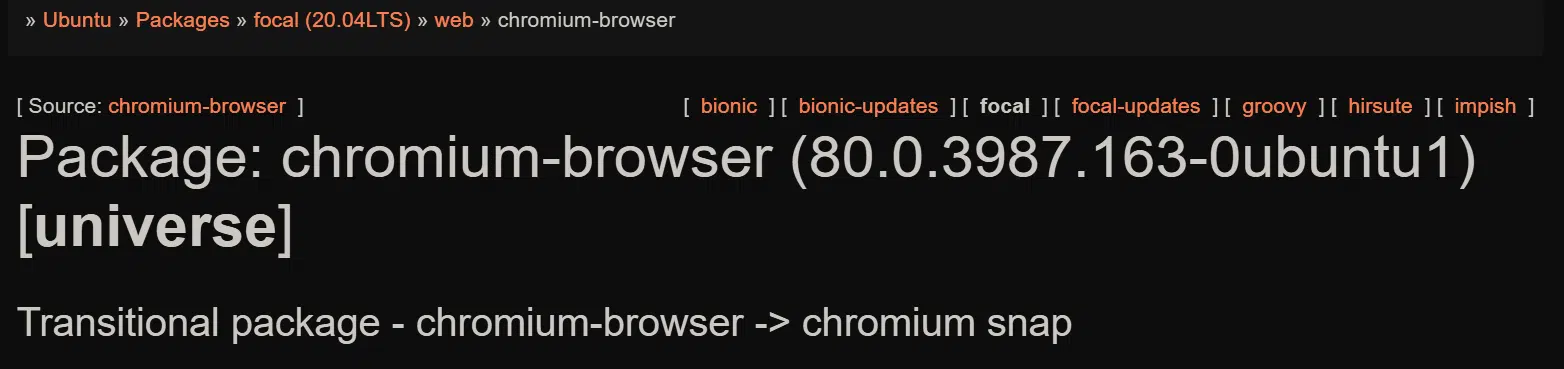 » Ubuntu » Packages » focal (20.04LTS) » web » chromium-browser
[ Source: chromium-browser ] [ bionic ] [ bionic-updates ] [ focal ] [ focal-updates ] [ groovy ] [ hirsute ] [ impish ]
Package: chromium-browser (80.0.3987.163-0ubuntu1)
[universe]
Transitional package - chromium-browser -> chromium snap